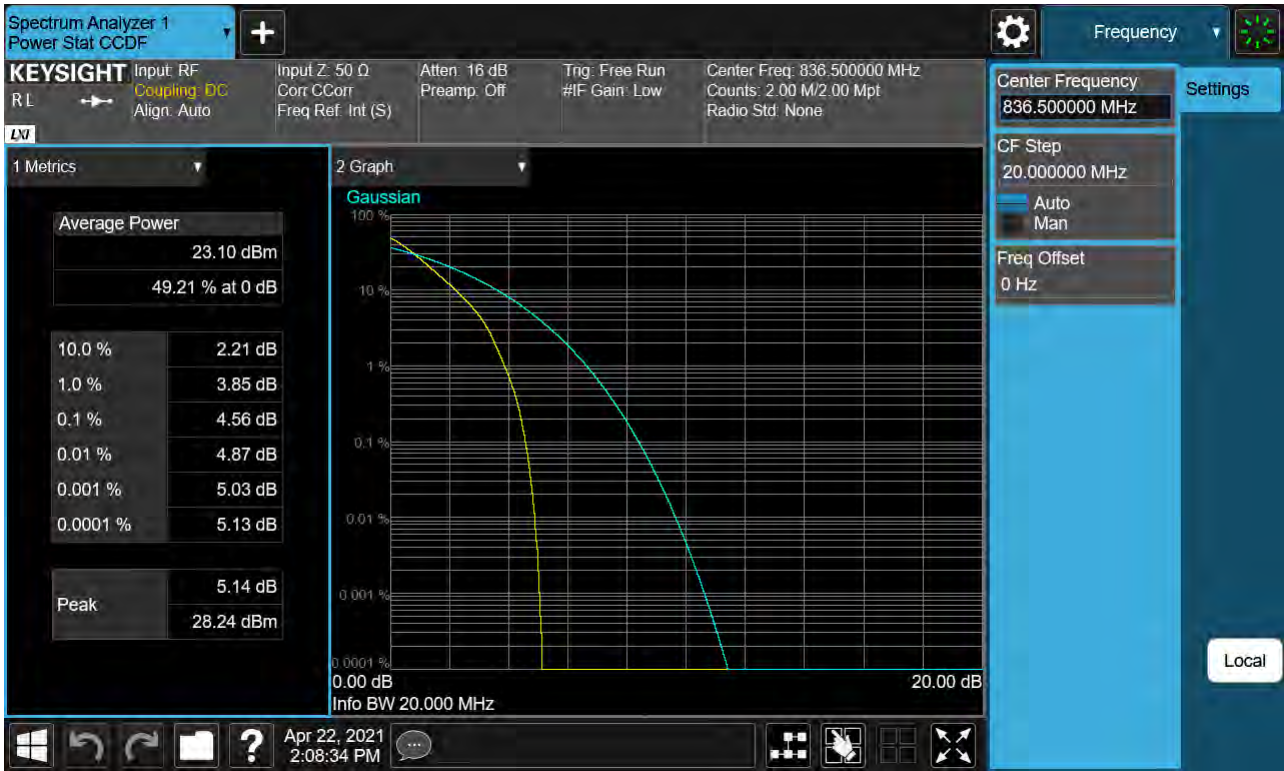 Spectrum Analyzer 1
Power Stat CCDF
+
Frequency
KEYSIGHT
RL
LXI
Input: RF
Coupling: DC
Align: Auto
Input Z: 50 Ω
Corr CCorr
Freq Ref: Int (S)
Atten: 16 dB
Preamp: Off
Trig: Free Run
#IF Gain: Low
Center Freq: 836.500000 MHz
Counts: 2.00 M/2.00 Mpt
Radio Std: None
Center Frequency
836.500000 MHz
Settings
CF Step
20.000000 MHz
Auto
Man
Freq Offset
0 Hz
Local
1 Metrics
Average Power
23.10 dBm
49.21 % at 0 dB
10.0 % 2.21 dB
1.0 % 3.85 dB
0.1 % 4.56 dB
0.01 % 4.87 dB
0.001 % 5.03 dB
0.0001 % 5.13 dB
Peak
5.14 dB
28.24 dBm
2 Graph
Gaussian
100 %
10 %
1 %
0.1 %
0.01 %
0.001 %
0.0001 %
0.00 dB 20.00 dB
Info BW 20.000 MHz
?
Apr 22, 2021
2:08:34 PM